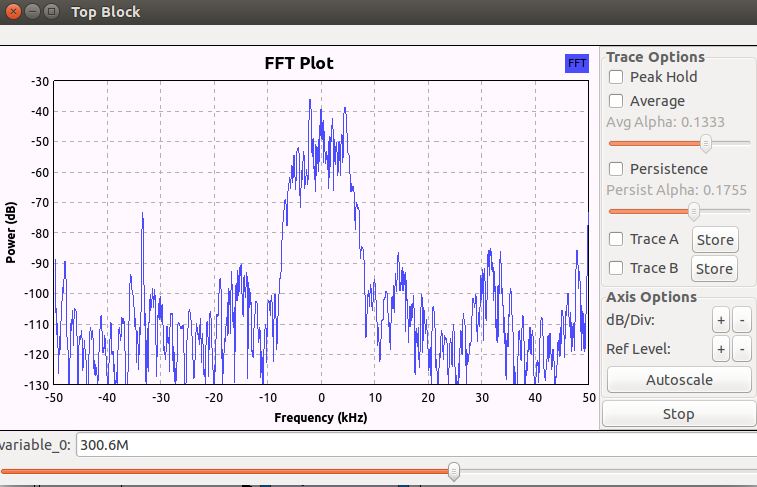 Top Block
FFT Plot
FFT
-30
-40
-50
-60
-70
-80
-90
-100
-110
-120
-130
Power (dB)
-50 -40 -30 -20 -10 0 10 20 30 40 50
Frequency (kHz)
Trace Options
Peak Hold
Average
Avg Alpha: 0.1333
Persistence
Persist Alpha: 0.1755
Trace A Store
Trace B Store
Axis Options
dB/Div: + -
Ref Level: + -
Autoscale
Stop
variable_0: 300.6M